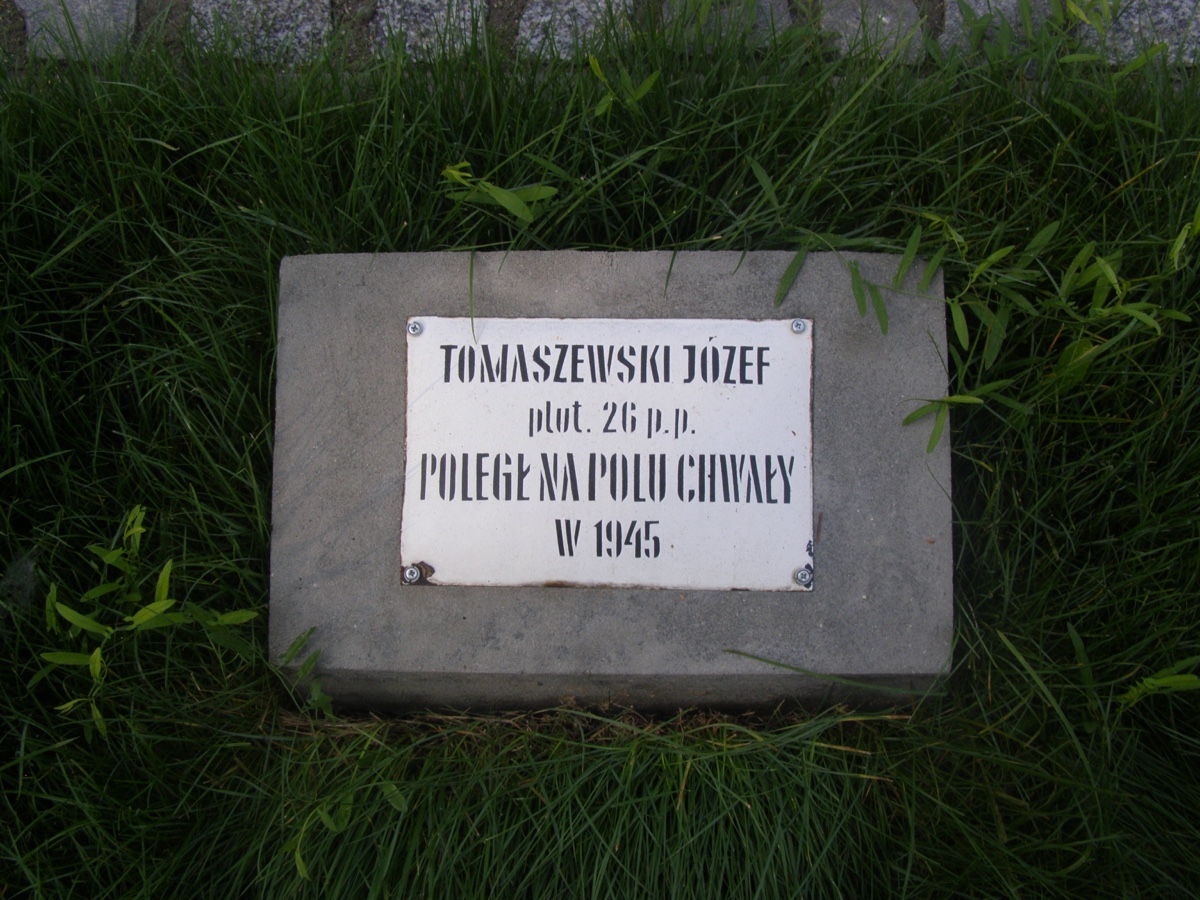 TOMASZEWSKI JÓZEF
plut. 26 p.p.
POLEGŁ NA POLU CHWAŁY
W 1945